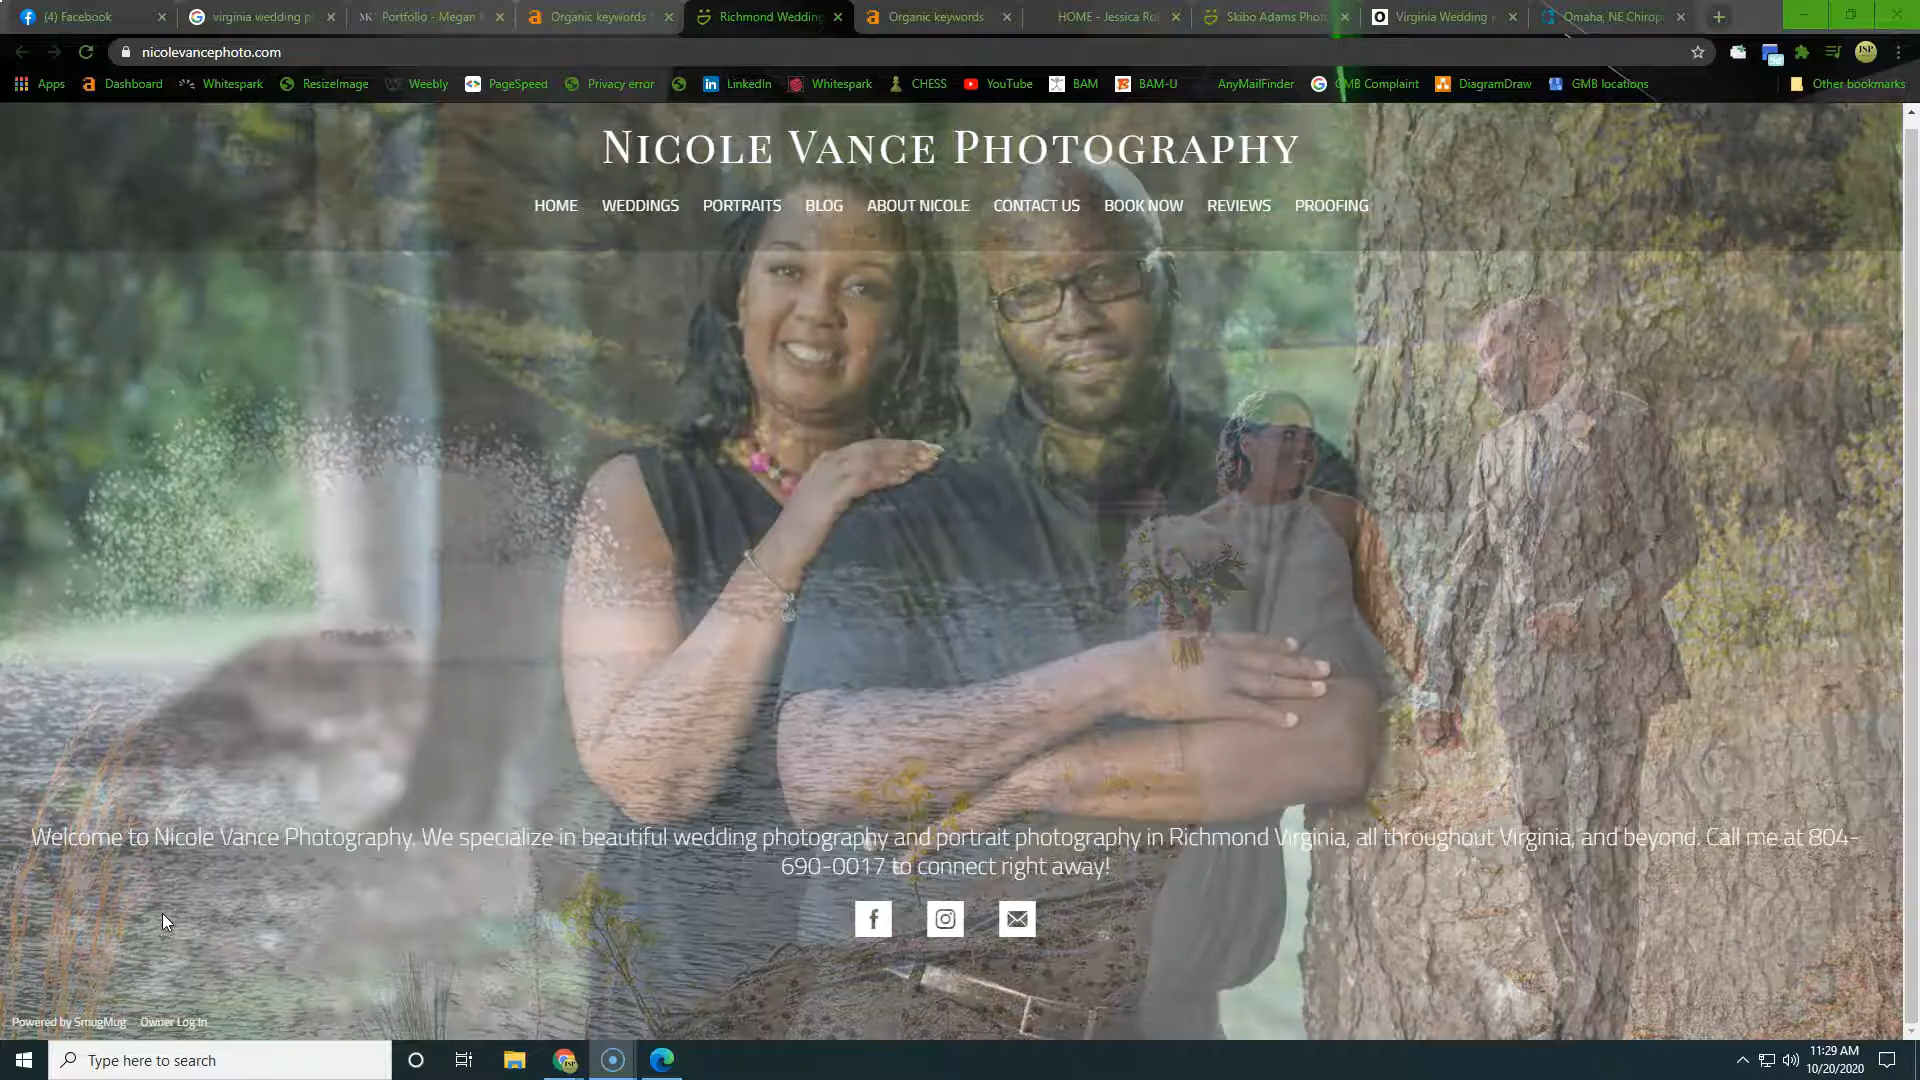 (4) Facebook
virginia wedding p
Portfolio - Megan
Organic keywords
Richmond Wedding
Organic keywords
HOME - Jessica Ro
Skibo Adams Phot
Virginia Wedding
Omaha, NE Chirop
nicolevancephoto.com
Apps
Dashboard
Whitespark
ResizeImage
Weebly
PageSpeed
Privacy error
LinkedIn
Whitespark
CHESS
YouTube
BAM
BAM-U
AnyMailFinder
GMB Complaint
DiagramDraw
GMB locations
Other bookmarks
NICOLE VANCE PHOTOGRAPHY
HOME WEDDINGS PORTRAITS BLOG ABOUT NICOLE CONTACT US BOOK NOW REVIEWS PROOFING
Welcome to Nicole Vance Photography. We specialize in beautiful wedding photography and portrait photography in Richmond Virginia, all throughout Virginia, and beyond. Call me at 804-
690-0017 to connect right away!
Powered by SmugMug Owner Log In
Type here to search
11:29 AM
10/20/2020